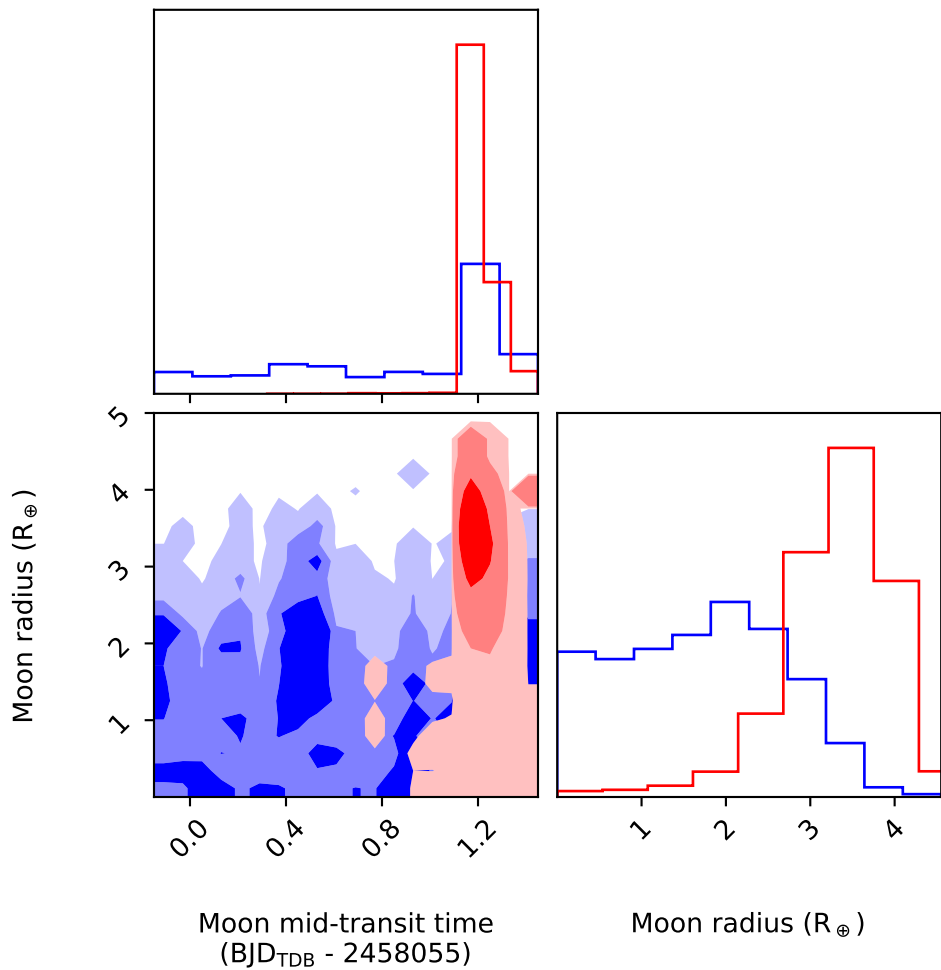 5
4
3
2
1
Moon radius (R⊕)
0.0 0.4 0.8 1.2
1 2 3 4
Moon mid-transit time
(BJD_TDB - 2458055)
Moon radius (R⊕)